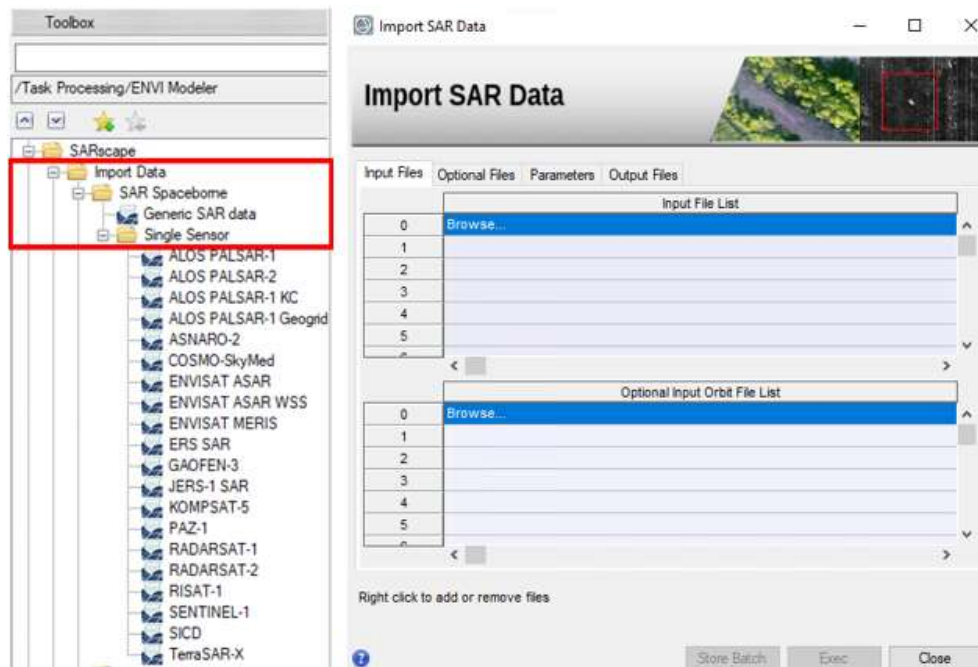 Toolbox
/Task Processing/ENVI Modeler
SARscape
Import Data
SAR Spaceborne
Generic SAR data
Single Sensor
ALOS PALSAR-1
ALOS PALSAR-2
ALOS PALSAR-1 KC
ALOS PALSAR-1 Geogrid
ASNARO-2
COSMO-SkyMed
ENVISAT ASAR
ENVISAT ASAR WSS
ENVISAT MERIS
ERS SAR
GAOFEN-3
JERS-1 SAR
KOMPSAT-5
PAZ-1
RADARSAT-1
RADARSAT-2
RISAT-1
SENTINEL-1
SICD
TerraSAR-X
Import SAR Data
Import SAR Data
Input Files Optional Files Parameters Output Files
Input File List
0 Browse...
1
2
3
4
5
Optional Input Orbit File List
0 Browse...
1
2
3
4
5
Right click to add or remove files
Store Batch Exec Close